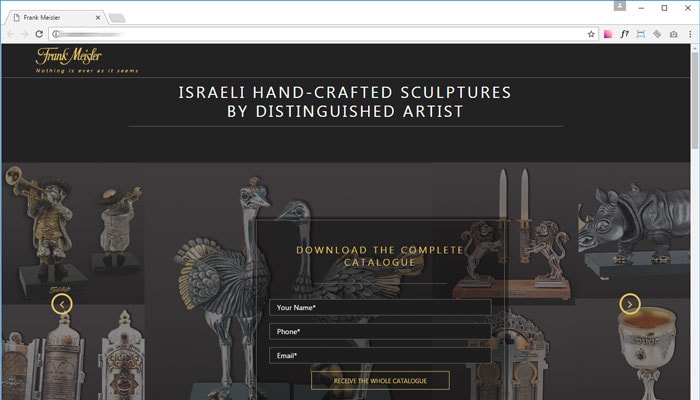 Frank Meisler
Frank Meisler
Nothing is ever as it seems
ISRAELI HAND-CRAFTED SCULPTURES
BY DISTINGUISHED ARTIST
DOWNLOAD THE COMPLETE
CATALOGUE
Your Name*
Phone*
Email*
RECEIVE THE WHOLE CATALOGUE